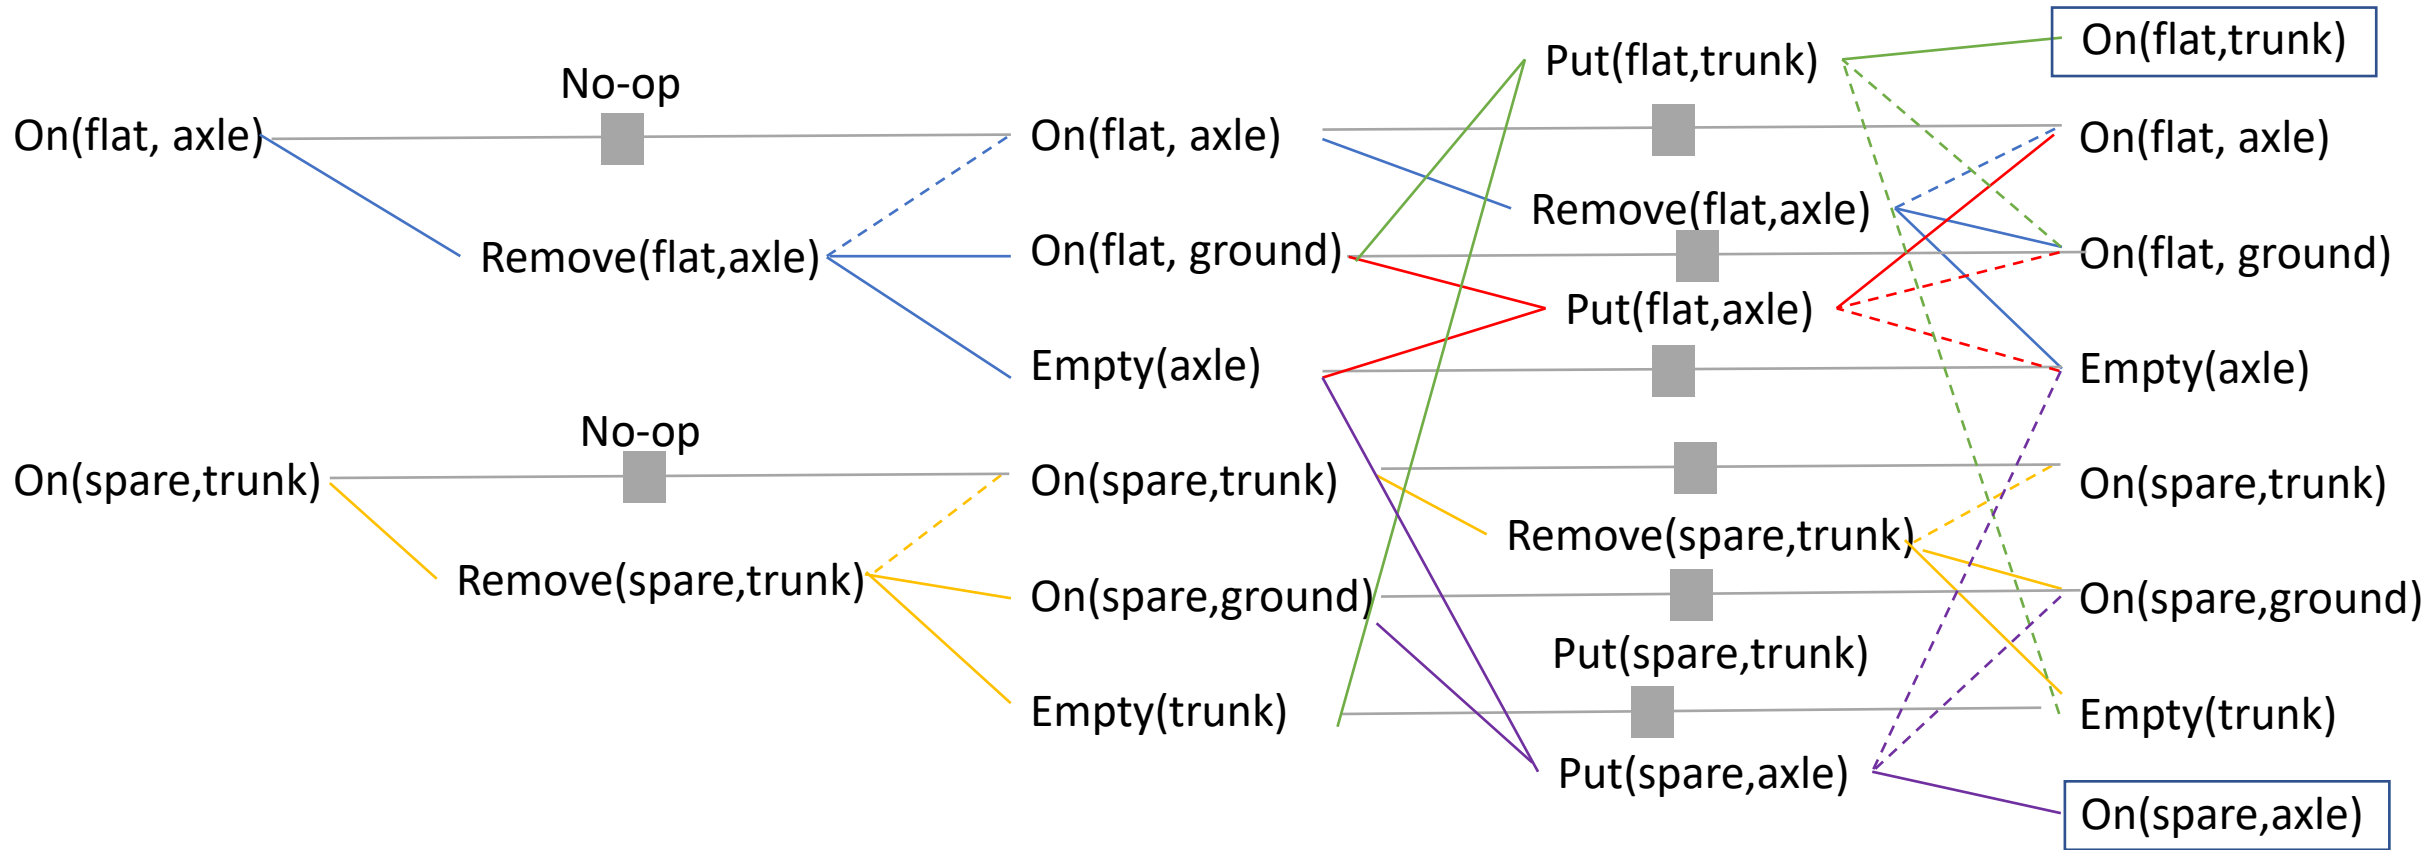 On(flat, axle)
On(spare,trunk)
No-op
Remove(flat,axle)
No-op
Remove(spare,trunk)
On(flat, axle)
On(flat, ground)
Empty(axle)
On(spare,trunk)
On(spare,ground)
Empty(trunk)
Put(flat,trunk)
Remove(flat,axle)
Put(flat,axle)
Remove(spare,trunk)
Put(spare,trunk)
Put(spare,axle)
On(flat,trunk)
On(flat, axle)
On(flat, ground)
Empty(axle)
On(spare,trunk)
On(spare,ground)
Empty(trunk)
On(spare,axle)